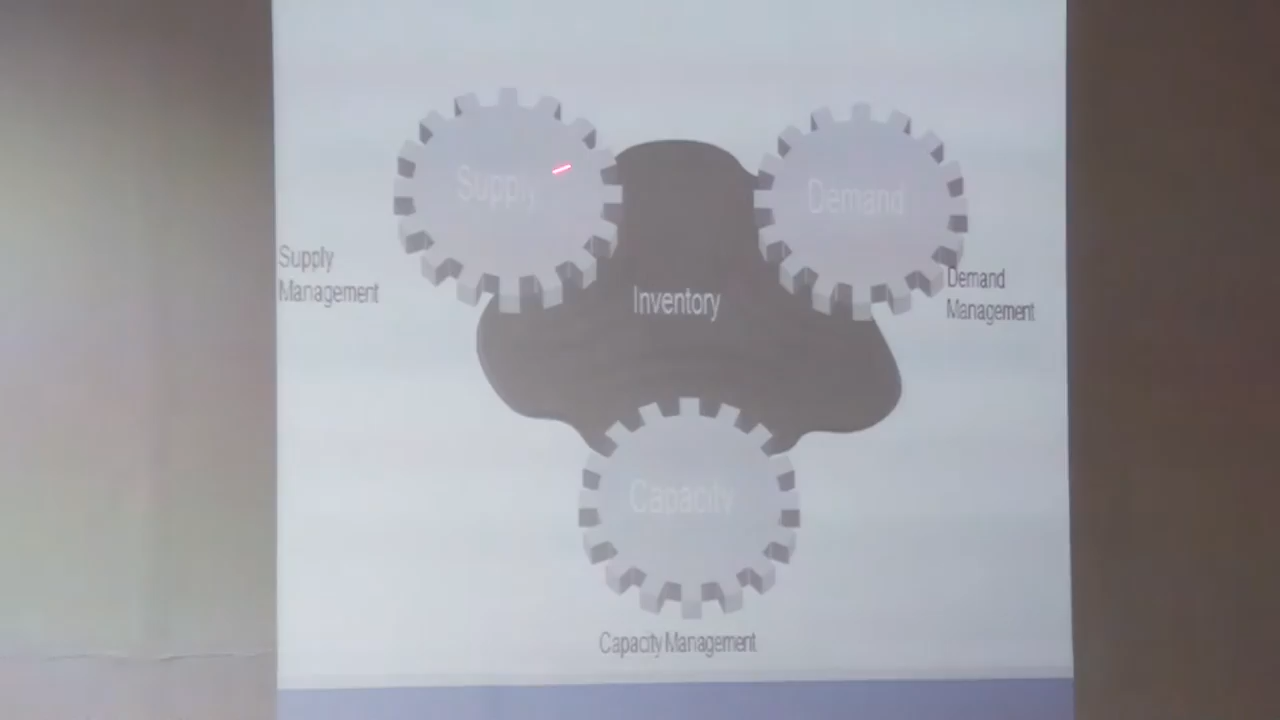 Supply
Demand
Supply
Management
Demand
Management
Inventory
Capacity
Capacity Management